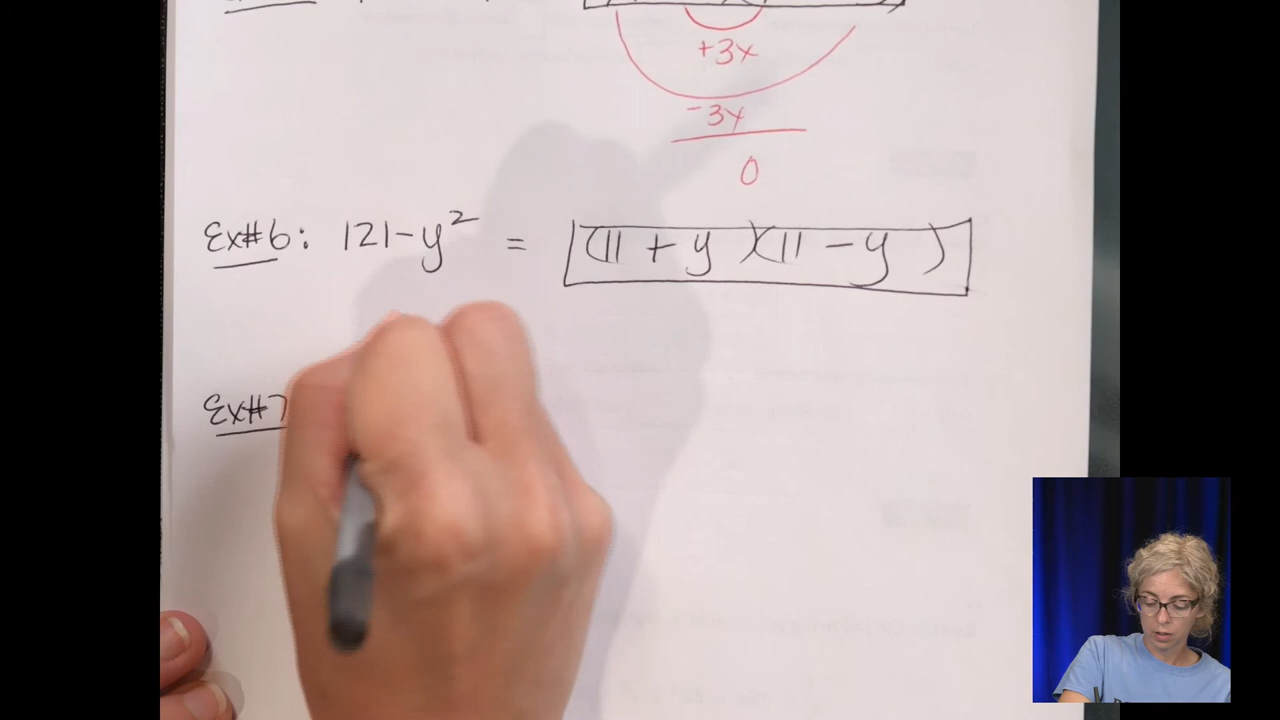 +3x
-3x
0
Ex#6: 121-y² = (11 + y)(11 - y)
Ex#7